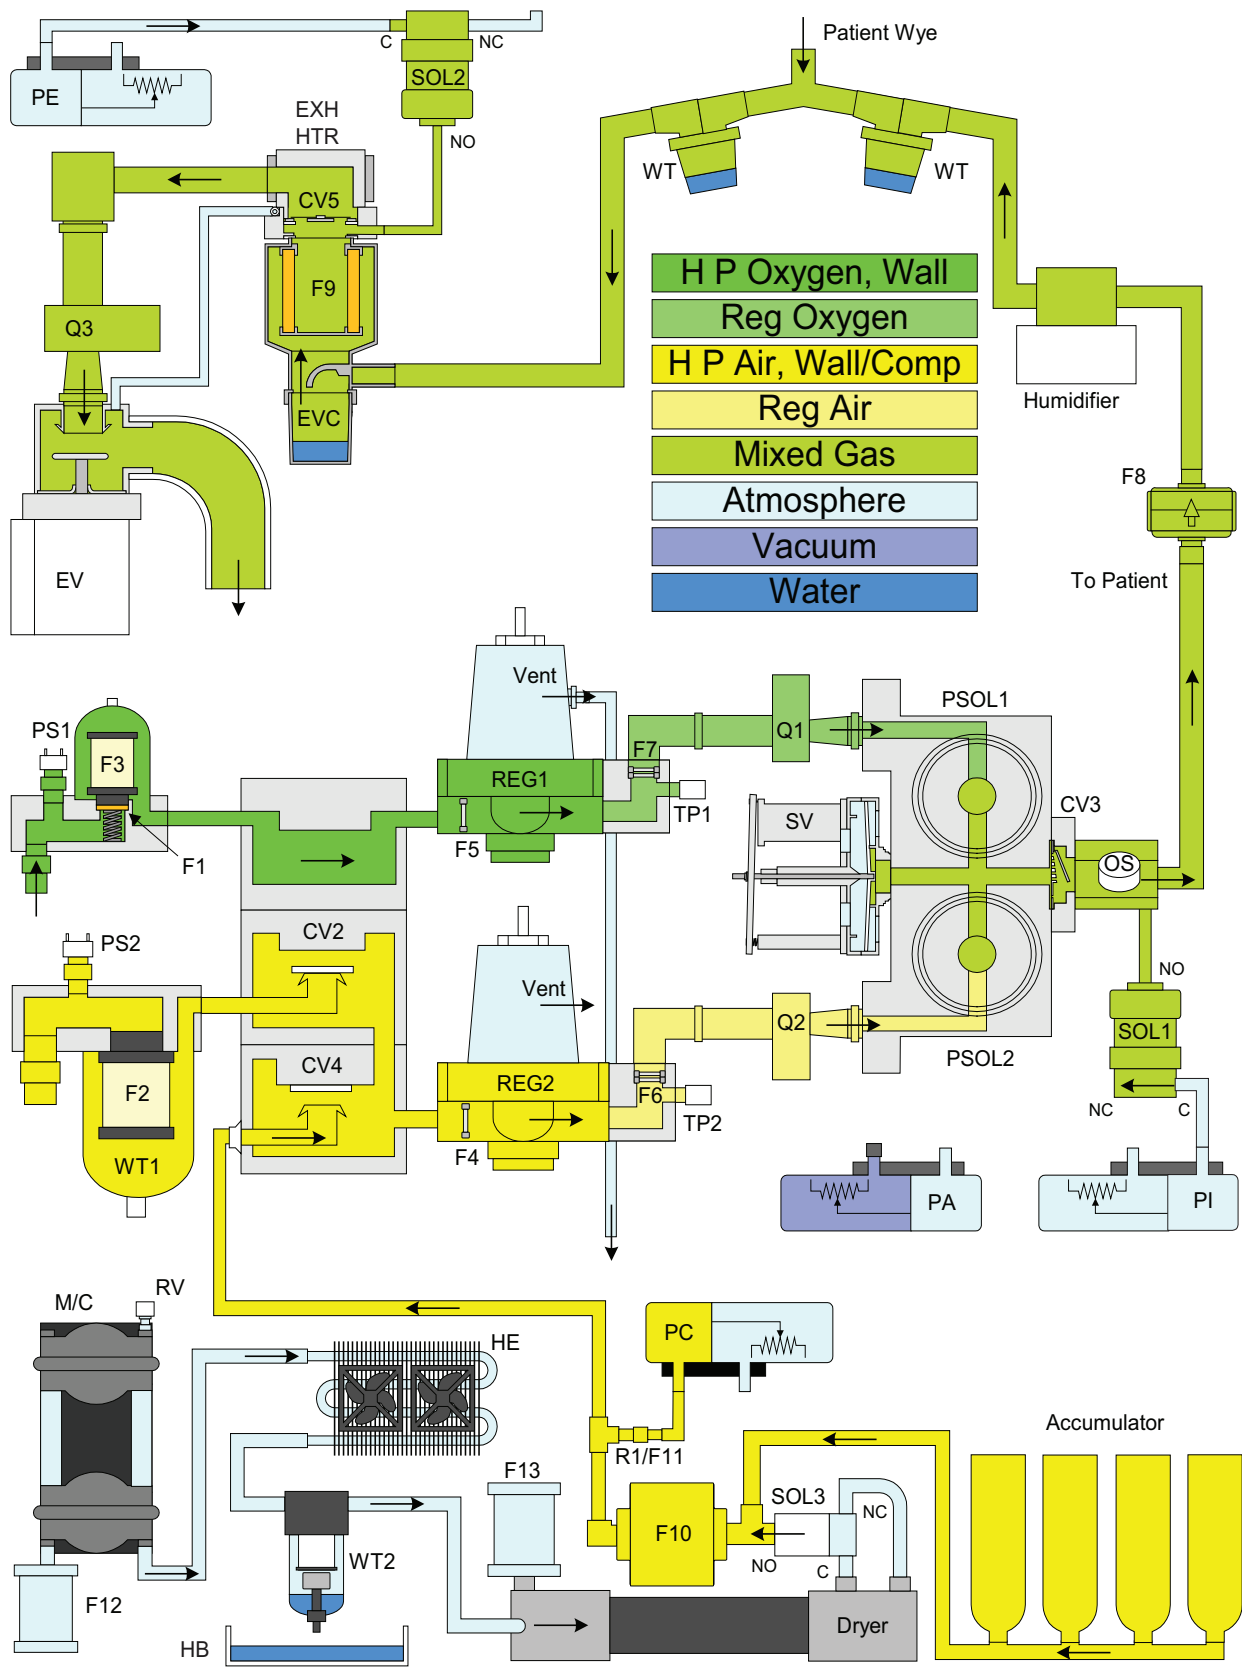 Patient Wye
C
NC
SOL2
PE
EXH
HTR
NO
WT
WT
CV5
H P Oxygen, Wall
Reg Oxygen
H P Air, Wall/Comp
Reg Air
Mixed Gas
Atmosphere
Vacuum
Water
F9
Q3
Humidifier
EVC
F8
EV
To Patient
Vent
PSOL1
PS1
F3
F7
Q1
REG1
TP1
CV3
SV
F5
F1
OS
PS2
CV2
NO
Vent
Q2
SOL1
PSOL2
CV4
REG2
F6
F2
TP2
NC
C
F4
WT1
PA
PI
RV
M/C
PC
HE
Accumulator
R1/F11
F13
SOL3
NC
F10
NO
C
WT2
F12
Dryer
HB